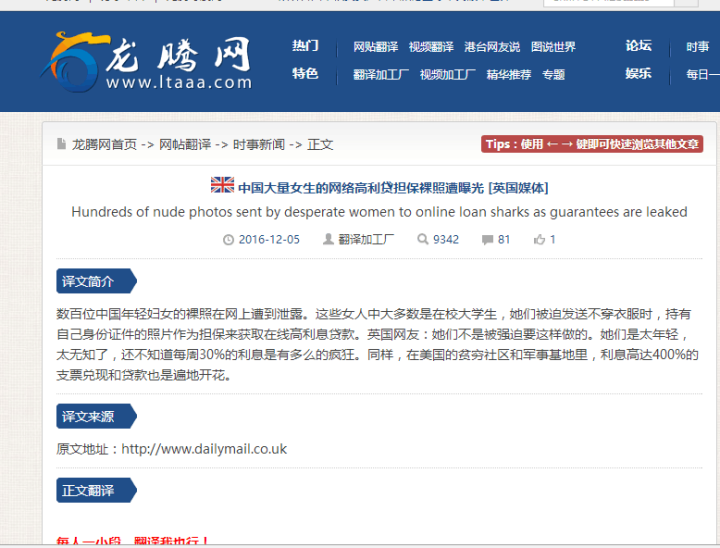 龙腾网
www.ltaaa.com
热门 网贴翻译 视频翻译 港台网友说 图说世界 论坛 时事
特色 翻译加工厂 视频加工厂 精华推荐 专题 娱乐 每日一
龙腾网首页 -> 网帖翻译 -> 时事新闻 -> 正文
Tips：使用 ←→ 键即可快速浏览其他文章
中国大量女生的网络高利贷担保裸照遭曝光 [英国媒体]
Hundreds of nude photos sent by desperate women to online loan sharks as guarantees are leaked
2016-12-05 翻译加工厂 9342 81 1
译文简介
数百位中国年轻妇女的裸照在网上遭到泄露。这些女人中大多数是在校大学生，她们被迫发送不穿衣服时，持有
自己身份证件的照片作为担保来获取在线高利息贷款。英国网友：她们不是被强迫要这样做的。她们是太年轻，
太无知了，还不知道每周30%的利息是有多么的疯狂。同样，在美国的贫穷社区和军事基地里，利息高达400%的
支票兑现和贷款也是遍地开花。
译文来源
原文地址：http://www.dailymail.co.uk
正文翻译
每人一小段，翻译我也行！